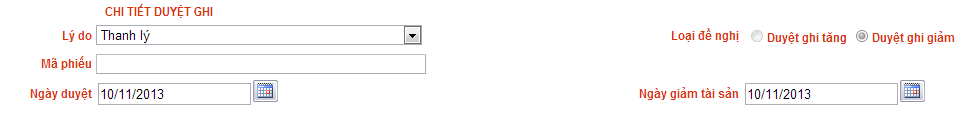 CHI TIẾT DUYỆT GHI
Lý do Thanh lý Loại đề nghị Duyệt ghi tăng Duyệt ghi giảm
Mã phiếu
Ngày duyệt 10/11/2013 Ngày giảm tài sản 10/11/2013